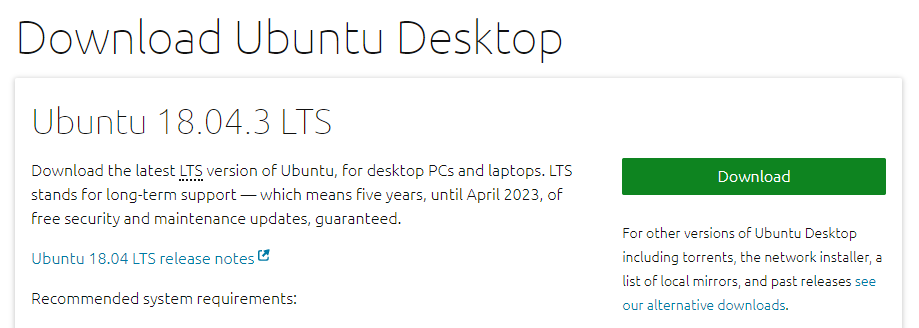 Download Ubuntu Desktop
Ubuntu 18.04.3 LTS
Download the latest LTS version of Ubuntu, for desktop PCs and laptops. LTS
stands for long-term support — which means five years, until April 2023, of
free security and maintenance updates, guaranteed.
Ubuntu 18.04 LTS release notes
Recommended system requirements:
Download
For other versions of Ubuntu Desktop
including torrents, the network installer, a
list of local mirrors, and past releases see
our alternative downloads.